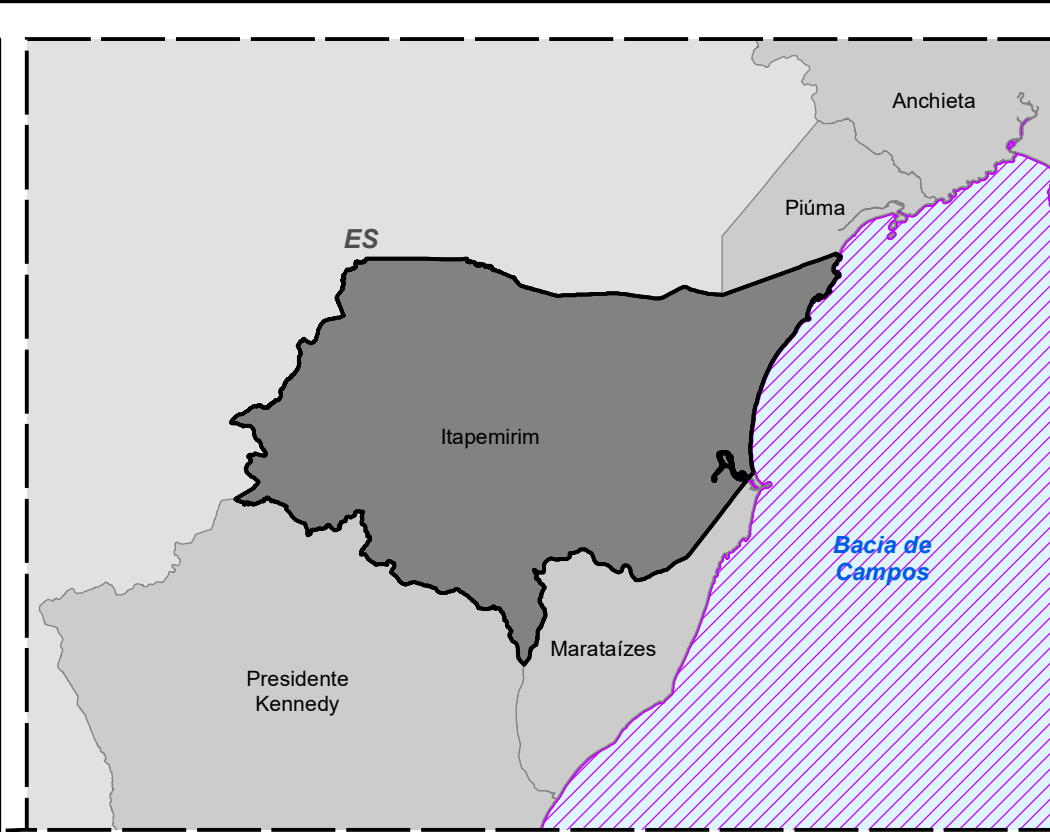 Anchieta
Piúma
ES
Itapemirim
Bacia de
Campos
Marataízes
Presidente
Kennedy